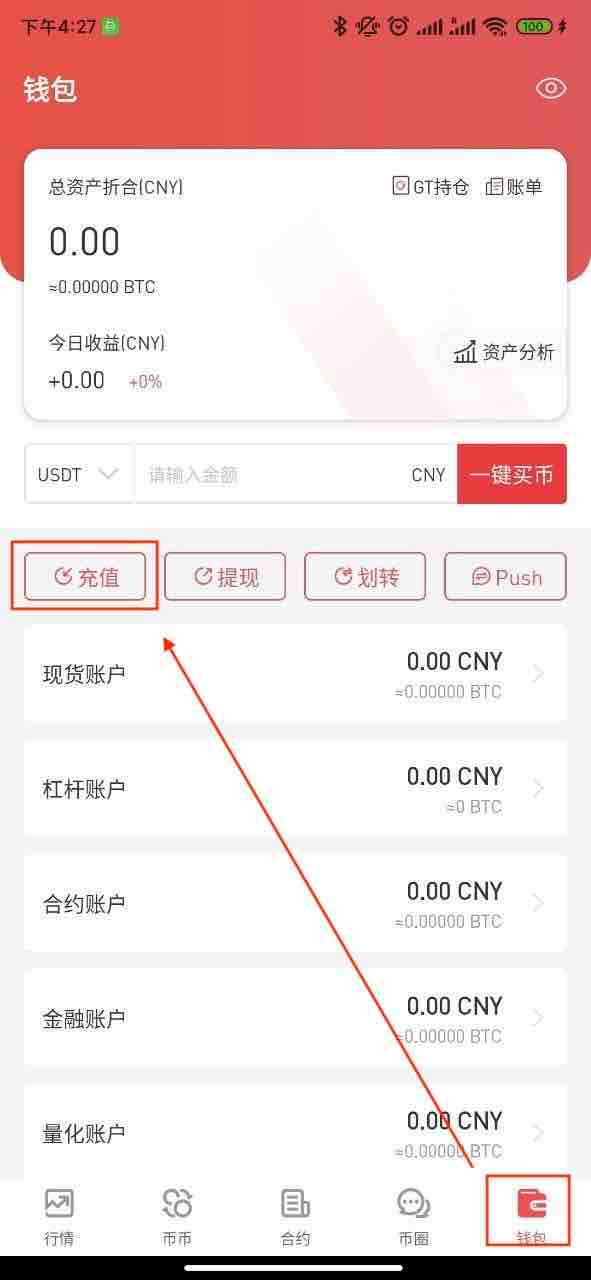 下午4:27
100
钱包
总资产折合(CNY)
GT持仓
账单
0.00
≈0.00000 BTC
今日收益(CNY)
+0.00 +0%
资产分析
USDT
请输入金额
CNY
一键买币
充值
提现
划转
Push
现货账户
0.00 CNY
≈0.00000 BTC
杠杆账户
0.00 CNY
≈0 BTC
合约账户
0.00 CNY
≈0.00000 BTC
金融账户
0.00 CNY
≈0.00000 BTC
量化账户
0.00 CNY
≈0.00000 BTC
行情
币币
合约
币圈
钱包